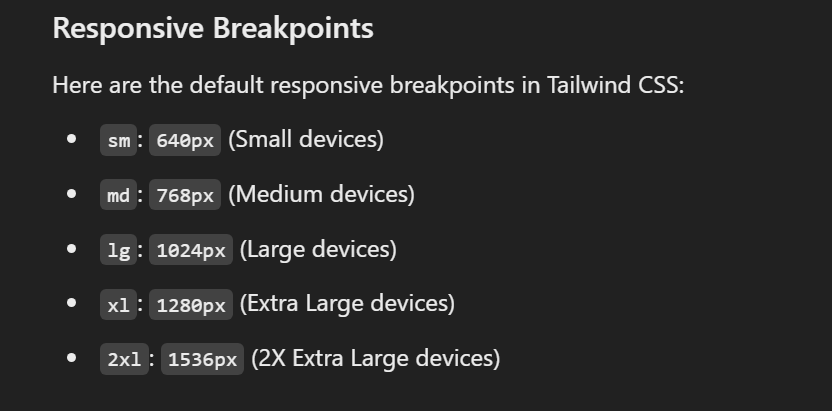 Responsive Breakpoints
Here are the default responsive breakpoints in Tailwind CSS:
• sm: 640px (Small devices)
• md: 768px (Medium devices)
• lg: 1024px (Large devices)
• xl: 1280px (Extra Large devices)
• 2xl: 1536px (2X Extra Large devices)